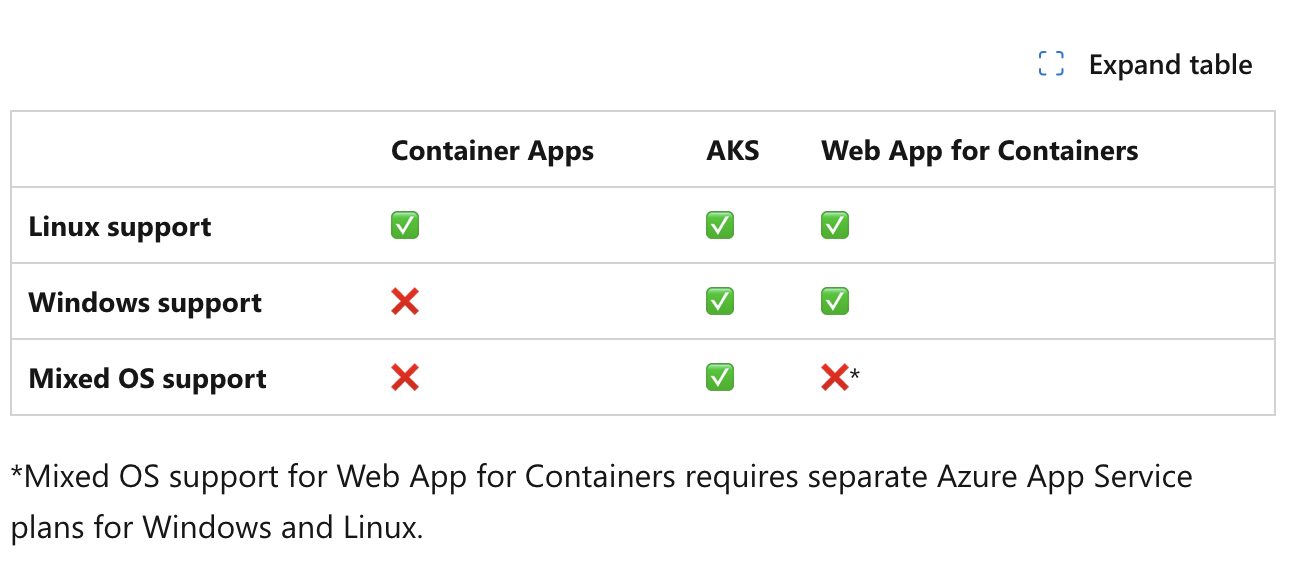 Expand table
Container Apps AKS Web App for Containers
Linux support ✅ ✅ ✅
Windows support ❌ ✅ ✅
Mixed OS support ❌ ✅ ❌*
*Mixed OS support for Web App for Containers requires separate Azure App Service
plans for Windows and Linux.